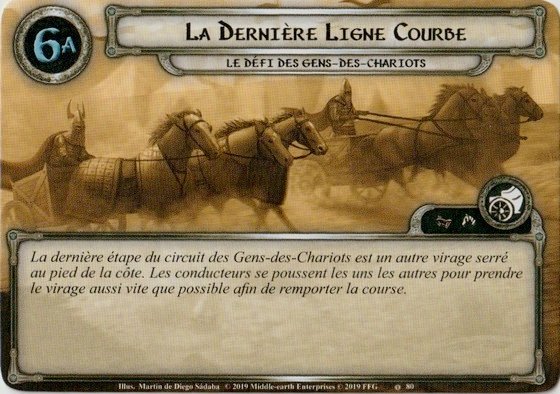 6A
La Dernière Ligne Courbe
Le Défi des Gens-des-Chariots
La dernière étape du circuit des Gens-des-Chariots est un autre virage serré
au pied de la côte. Les conducteurs se poussent les uns les autres pour prendre
le virage aussi vite que possible afin de remporter la course.
Illus. Martin de Diego Sádaba © 2019 Middle-earth Enterprises © 2019 FFG 80